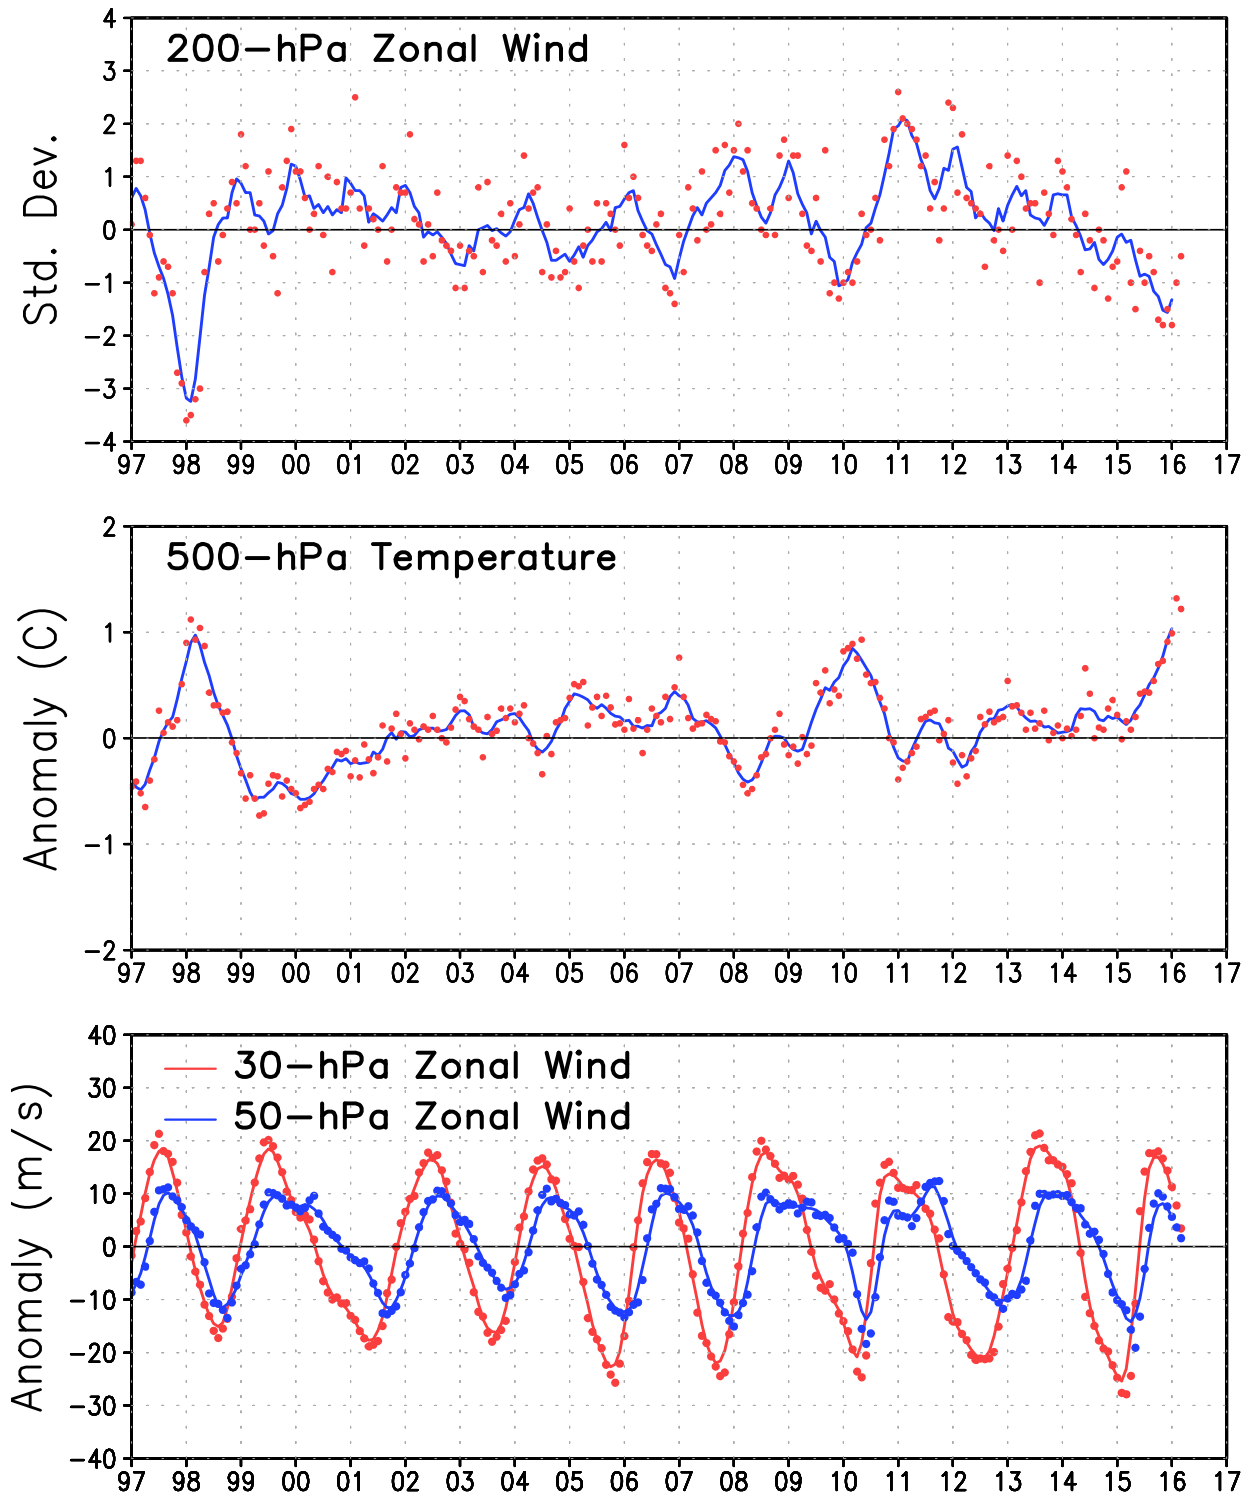 200-hPa Zonal Wind
Std. Dev.
4
3
2
1
0
-1
-2
-3
-4
97 98 99 00 01 02 03 04 05 06 07 08 09 10 11 12 13 14 15 16 17
500-hPa Temperature
Anomaly (C)
2
1
0
-1
-2
97 98 99 00 01 02 03 04 05 06 07 08 09 10 11 12 13 14 15 16 17
30-hPa Zonal Wind
50-hPa Zonal Wind
Anomaly (m/s)
40
30
20
10
0
-10
-20
-30
-40
97 98 99 00 01 02 03 04 05 06 07 08 09 10 11 12 13 14 15 16 17